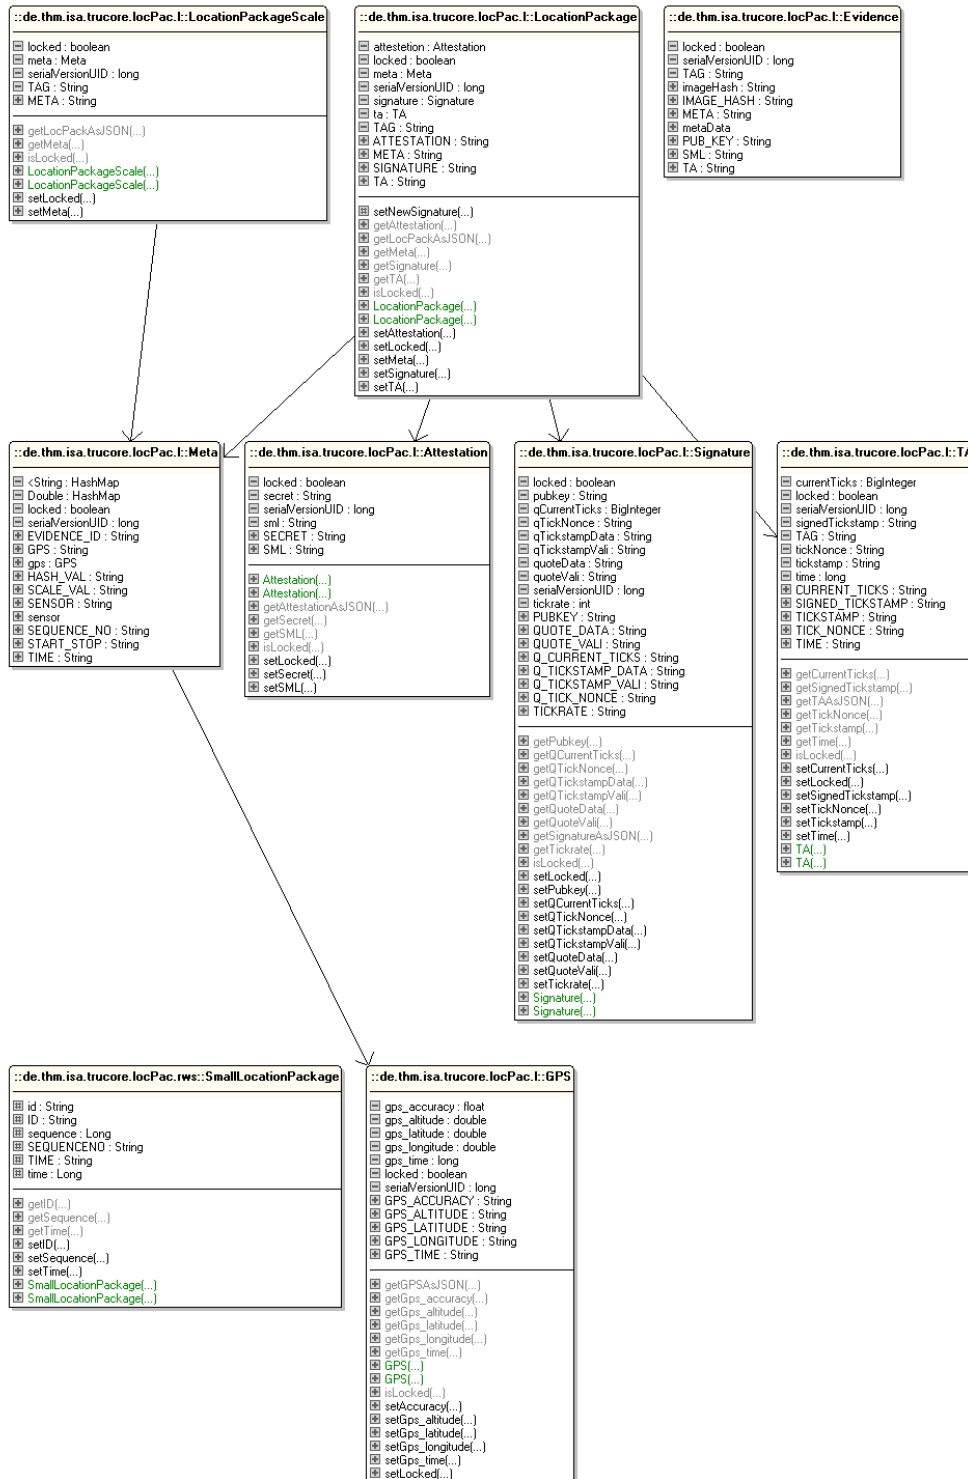 ::de.thm.isa.trucore.locPac.l::LocationPackageScale
locked : boolean
meta : Meta
serialVersionUID : long
TAG : String
META : String
getLocPackAsJSON(...)
getMeta(...)
isLocked(...)
LocationPackageScale(...)
LocationPackageScale(...)
setLocked(...)
setMeta(...)
::de.thm.isa.trucore.locPac.l::LocationPackage
attestetion : Attestation
locked : boolean
meta : Meta
serialVersionUID : long
signature : Signature
ta : TA
TAG : String
ATTESTATION : String
META : String
SIGNATURE : String
TA : String
setNewSignature(...)
getAttestation(...)
getLocPackAsJSON(...)
getMeta(...)
getSignature(...)
getTA(...)
isLocked(...)
LocationPackage(...)
LocationPackage(...)
setAttestation(...)
setLocked(...)
setMeta(...)
setSignature(...)
setTA(...)
::de.thm.isa.trucore.locPac.l::Evidence
locked : boolean
serialVersionUID : long
TAG : String
imageHash : String
IMAGE_HASH : String
META : String
metaData
PUB_KEY : String
SML : String
TA : String
::de.thm.isa.trucore.locPac.l::Meta
<String : HashMap
Double : HashMap
locked : boolean
serialVersionUID : long
EVIDENCE_ID : String
GPS : String
gps : GPS
HASH_VAL : String
SCALE_VAL : String
SENSOR : String
sensor
SEQUENCE_NO : String
START_STOP : String
TIME : String
::de.thm.isa.trucore.locPac.l::Attestation
locked : boolean
secret : String
serialVersionUID : long
sml : String
SECRET : String
SML : String
Attestation(...)
Attestation(...)
getAttestationAsJSON(...)
getSecret(...)
getSML(...)
isLocked(...)
setLocked(...)
setSecret(...)
setSML(...)
::de.thm.isa.trucore.locPac.l::Signature
locked : boolean
pubkey : String
qCurrentTicks : BigInteger
qTickNonce : String
qTickstampData : String
qTickstampVali : String
quoteData : String
quoteVali : String
serialVersionUID : long
tickrate : int
PUBKEY : String
QUOTE_DATA : String
QUOTE_VALI : String
Q_CURRENT_TICKS : String
Q_TICKSTAMP_DATA : String
Q_TICKSTAMP_VALI : String
Q_TICK_NONCE : String
TICKRATE : String
getPubkey(...)
getQCurrentTicks(...)
getQTickNonce(...)
getQTickstampData(...)
getQTickstampVali(...)
getQuoteData(...)
getQuoteVali(...)
getSignatureAsJSON(...)
getTickrate(...)
isLocked(...)
setLocked(...)
setPubkey(...)
setQCurrentTicks(...)
setQTickNonce(...)
setQTickstampData(...)
setQTickstampVali(...)
setQuoteData(...)
setQuoteVali(...)
setTickrate(...)
Signature(...)
Signature(...)
::de.thm.isa.trucore.locPac.l::TA
currentTicks : BigInteger
locked : boolean
serialVersionUID : long
signedTickstamp : String
TAG : String
tickNonce : String
tickstamp : String
time : long
CURRENT_TICKS : String
SIGNED_TICKSTAMP : String
TICKSTAMP : String
TICK_NONCE : String
TIME : String
getCurrentTicks(...)
getSignedTickstamp(...)
getTAAsJSON(...)
getTickNonce(...)
getTickstamp(...)
getTime(...)
isLocked(...)
setCurrentTicks(...)
setLocked(...)
setSignedTickstamp(...)
setTickNonce(...)
setTickstamp(...)
setTime(...)
TA(...)
TA(...)
::de.thm.isa.trucore.locPac.rws::SmallLocationPackage
id : String
ID : String
sequence : Long
SEQUENCENO : String
TIME : String
time : Long
getID(...)
getSequence(...)
getTime(...)
setID(...)
setSequence(...)
setTime(...)
SmallLocationPackage(...)
SmallLocationPackage(...)
::de.thm.isa.trucore.locPac.l::GPS
gps_accuracy : float
gps_altitude : double
gps_latitude : double
gps_longitude : double
gps_time : long
locked : boolean
serialVersionUID : long
GPS_ACCURACY : String
GPS_ALTITUDE : String
GPS_LATITUDE : String
GPS_LONGITUDE : String
GPS_TIME : String
getGPSAsJSON(...)
getGps_accuracy(...)
getGps_altitude(...)
getGps_latitude(...)
getGps_longitude(...)
getGps_time(...)
GPS(...)
GPS(...)
isLocked(...)
setAccuracy(...)
setGps_altitude(...)
setGps_latitude(...)
setGps_longitude(...)
setGps_time(...)
setLocked(...)